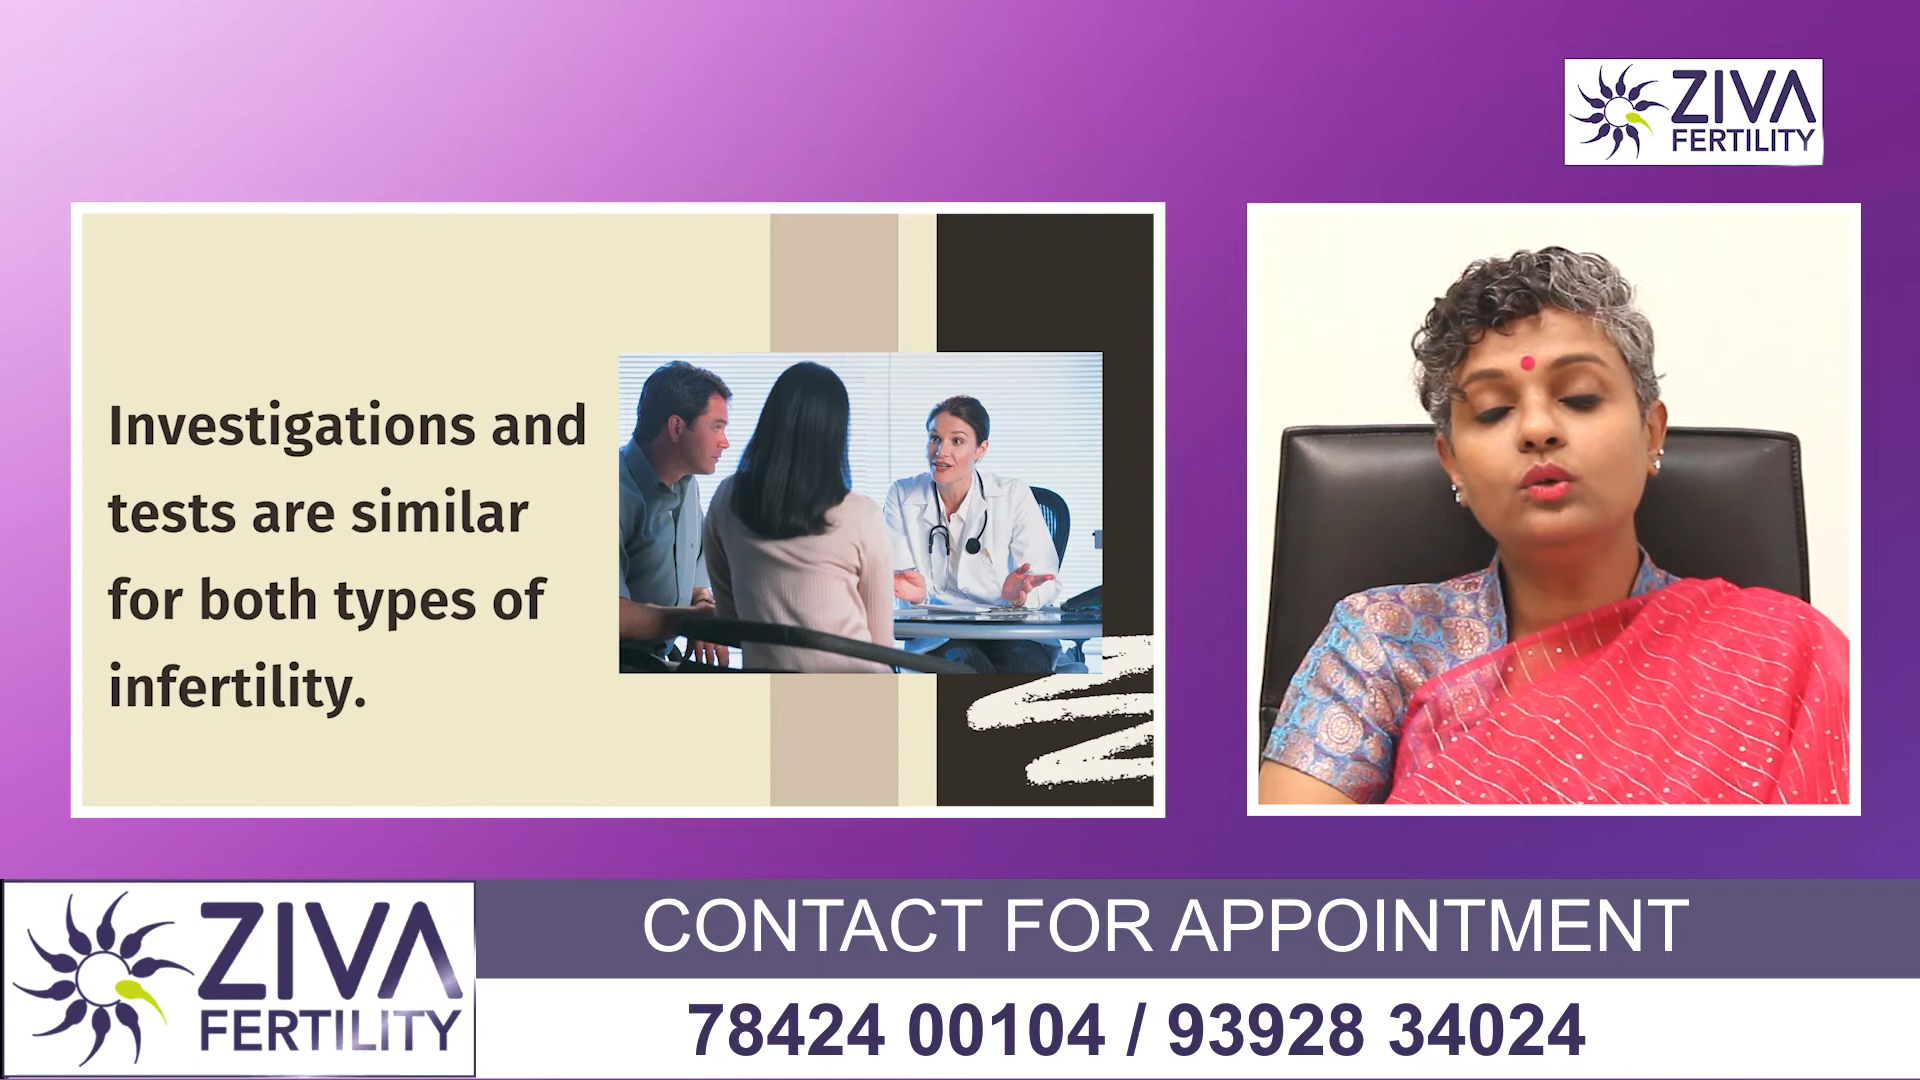 ZIVA
FERTILITY
Investigations and
tests are similar
for both types of
infertility.
ZIVA
FERTILITY
CONTACT FOR APPOINTMENT
78424 00104 / 93928 34024